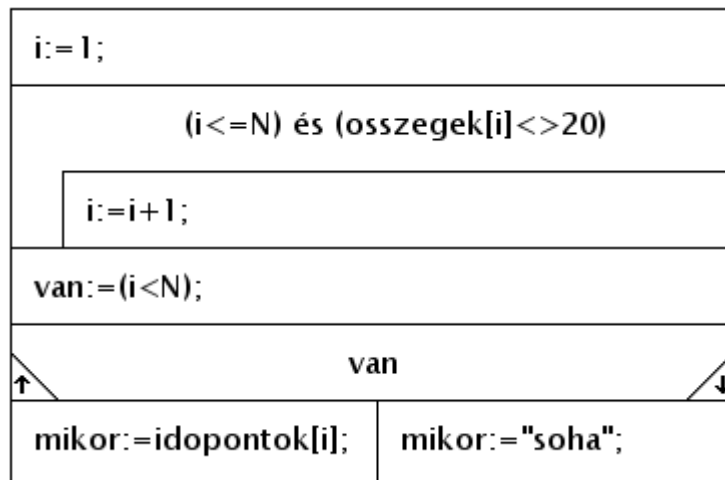 i:=1;
(i<=N) és (osszegek[i]<>20)
i:=i+1;
van:=(i<N);
van
↑ ↓
mikor:=idopontok[i]; mikor:="soha";